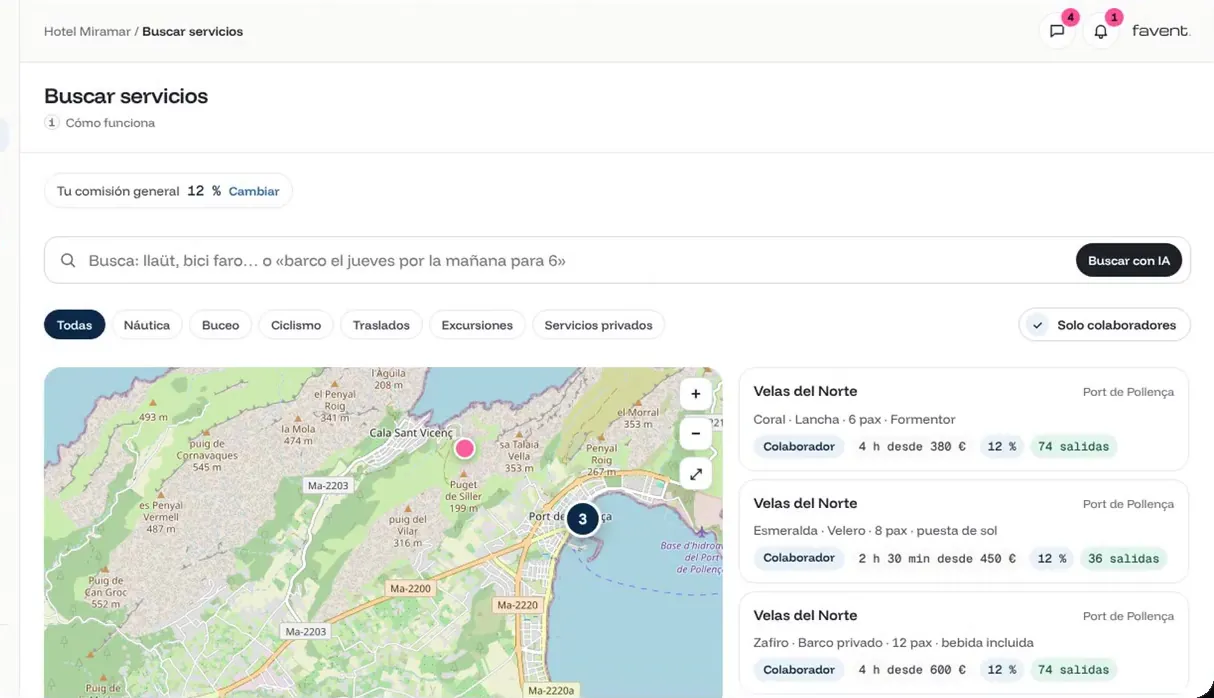 Hotel Miramar / Buscar servicios
4
1
favent.
Buscar servicios
i Cómo funciona
Tu comisión general 12 % Cambiar
Busca: llaüt, bici faro... o «barco el jueves por la mañana para 6»
Buscar con IA
Todas
Náutica
Buceo
Ciclismo
Traslados
Excursiones
Servicios privados
Solo colaboradores
l'Àguila
208 m
493 m
el Penyal
Roig
341 m
la Mola
474 m
Cala Sant Vicenç
puig de
Cornavaques
545 m
sa Talaia
Vella
353 m
el Morral
353 m
Penyal
Roig
267 m
+
−
Ma-2203
Puget
de Síller
199 m
es Penyal
Vermell
487 m
puig del
Vilar
316 m
3
Base d'hidrom
del Port
de Pollenç
Puig de
Can Groc
552 m
Ma-2200
Ma-2220
Ma-2203
Puig de
Ma-2220a
Velas del Norte
Port de Pollença
Coral · Lancha · 6 pax · Formentor
Colaborador 4 h desde 380 € 12 % 74 salidas
Velas del Norte
Port de Pollença
Esmeralda · Velero · 8 pax · puesta de sol
Colaborador 2 h 30 min desde 450 € 12 % 36 salidas
Velas del Norte
Port de Pollença
Zafiro · Barco privado · 12 pax · bebida incluida
Colaborador 4 h desde 600 € 12 % 74 salidas